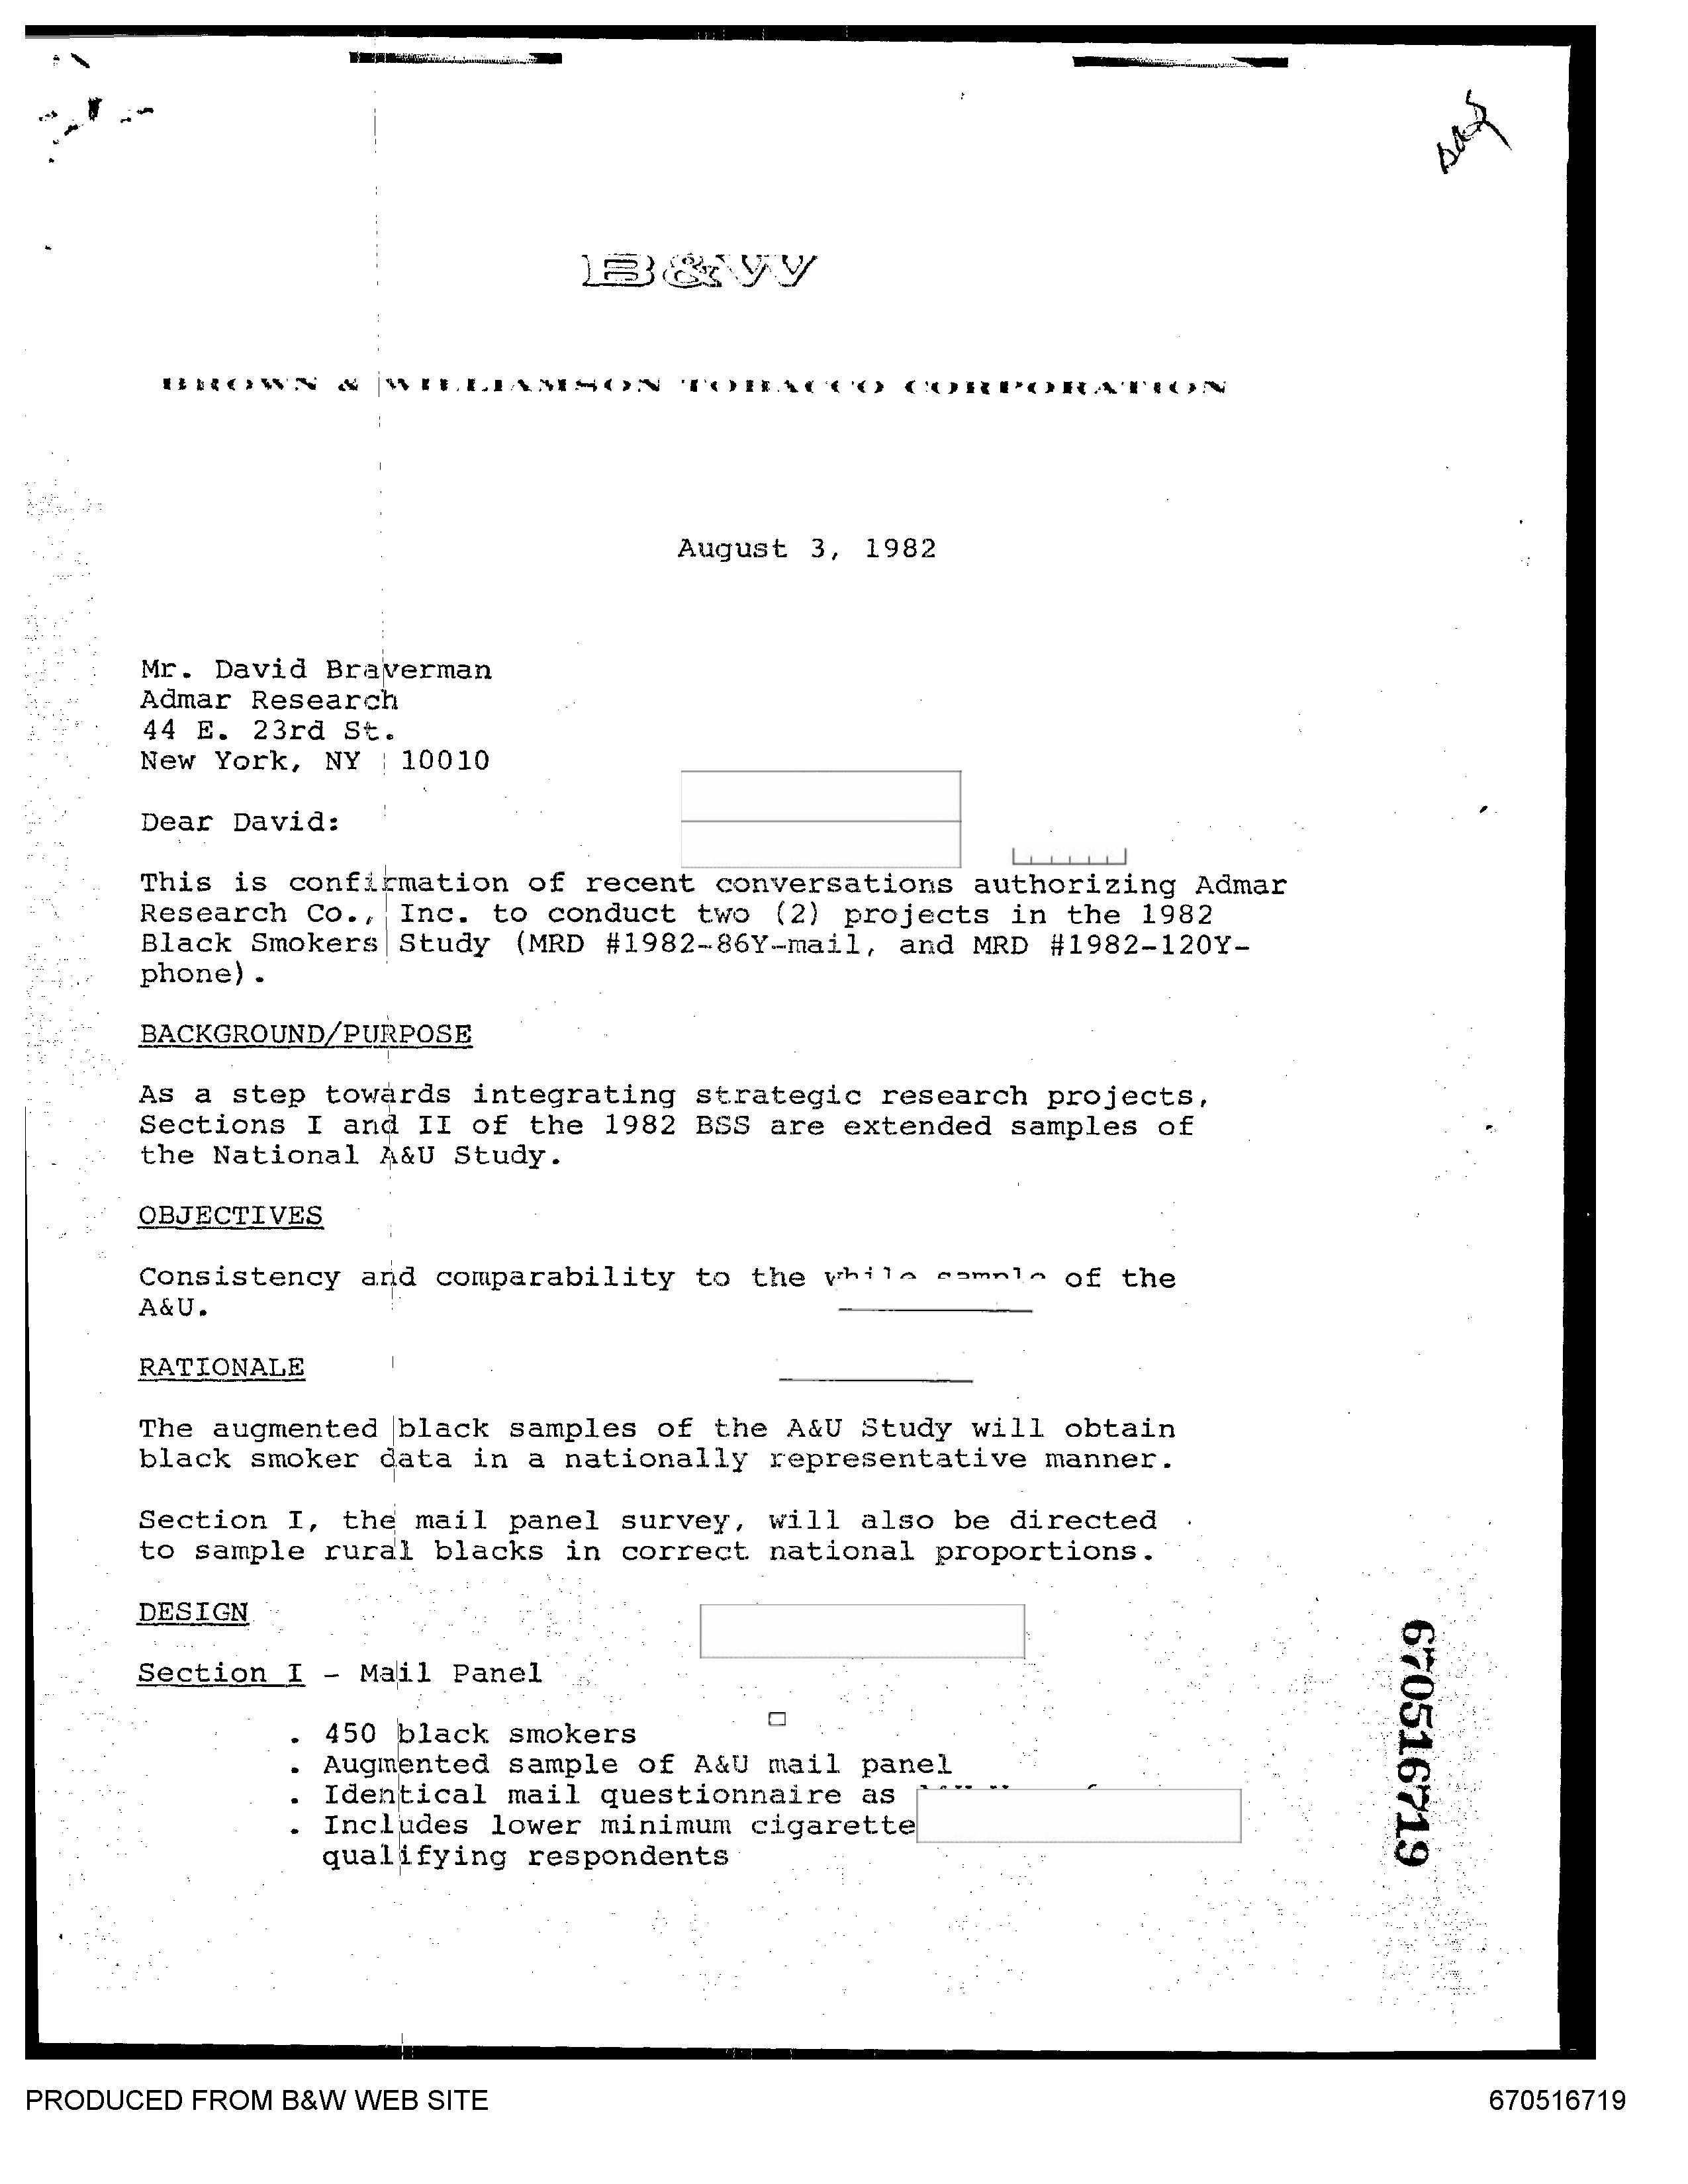 B&W
BROWN & WILLIAMSON TOBACCO CORPORATION
August 3, 1982
Mr. David Braverman
Admar Research
44 E. 23rd St.
New York, NY 10010
Dear David:
This is confirmation of recent conversations authorizing Admar
Research Co., Inc. to conduct two (2) projects in the 1982
Black Smokers Study (MRD #1982-86Y-mail, and MRD #1982-120Y-
phone).
BACKGROUND/PURPOSE
As a step towards integrating strategic research projects,
Sections I and II of the 1982 BSS are extended samples of
the National A&U Study.
OBJECTIVES
Consistency and comparability to the sample of the
A&U.
RATIONALE
The augmented black samples of the A&U Study will obtain
black smoker data in a nationally representative manner.
Section I, the mail panel survey, will also be directed
to sample rural blacks in correct national proportions.
DESIGN
Section I - Mail Panel
. 450 black smokers
. Augmented sample of A&U mail panel
. Identical mail questionnaire as
. Includes lower minimum cigarette
qualifying respondents
670516719
PRODUCED FROM B&W WEB SITE
670516719